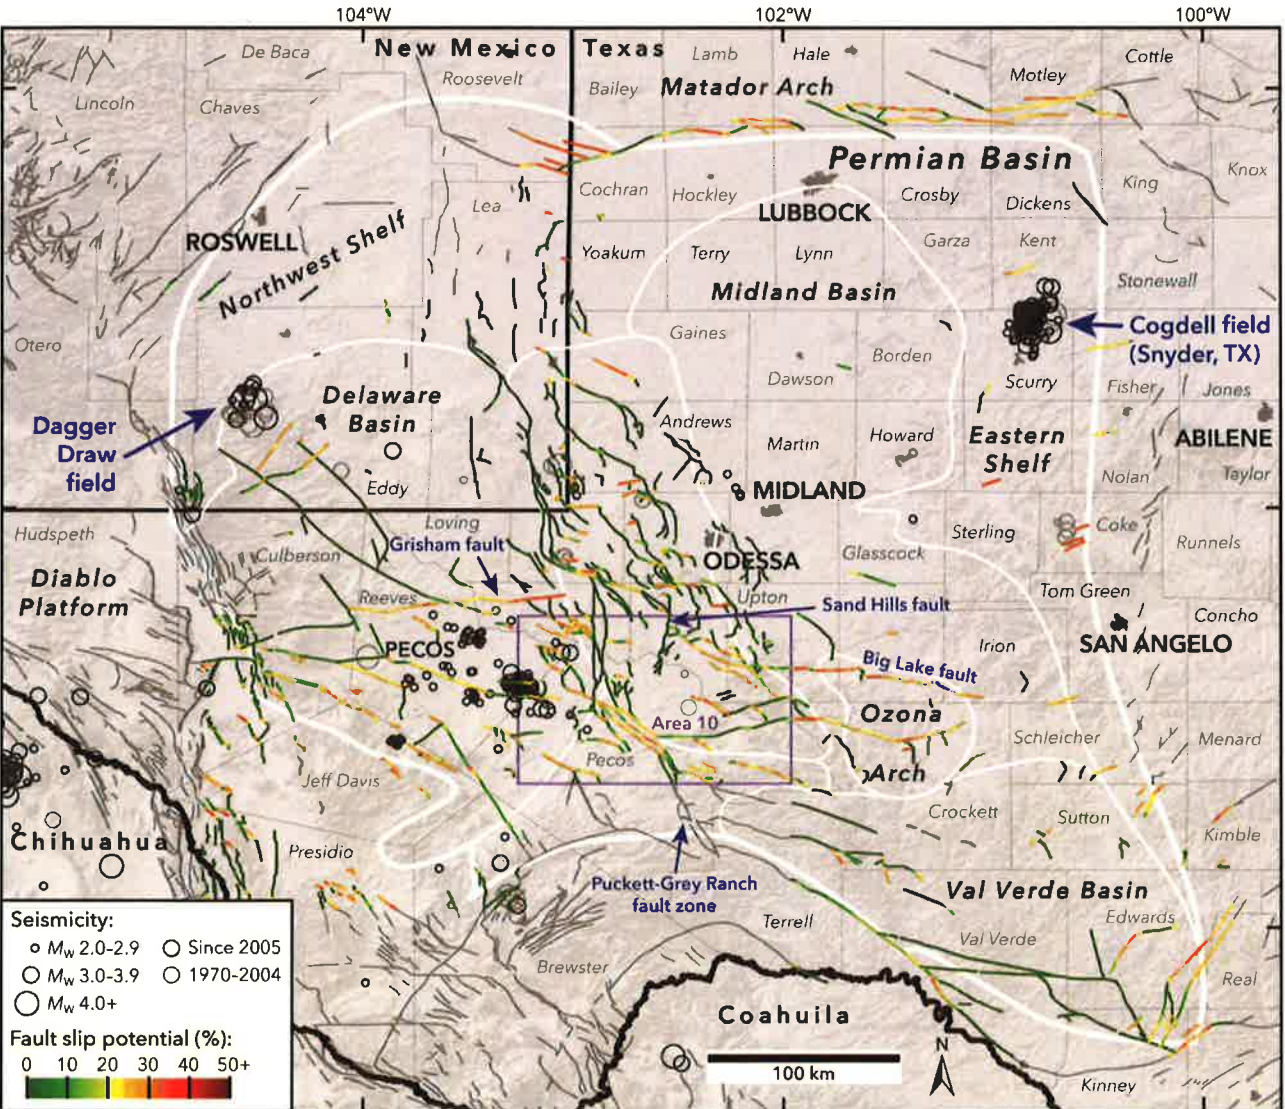 104°W
102°W
100°W
De Baca
New Mexico
Texas
Lamb
Hale
Cottle
Roosevelt
Bailey
Matador Arch
Motley
Lincoln
Chaves
Permian Basin
Knox
Cochran
Hockley
King
Lea
LUBBOCK
Crosby
Dickens
ROSWELL
Northwest Shelf
Yoakum
Terry
Lynn
Garza
Kent
Midland Basin
Stonewall
Otero
Gaines
Cogdell field
(Snyder, TX)
Borden
Dawson
Scurry
Fisher
Jones
Delaware
Basin
Dagger
Draw
field
Andrews
Martin
Howard
Eastern
Shelf
ABILENE
Nolan
Taylor
Eddy
MIDLAND
Hudspeth
Loving
Culberson
Grisham fault
ODESSA
Glasscock
Sterling
Coke
Runnels
Diablo
Platform
Reeves
Upton
Sand Hills fault
Tom Green
Concho
PECOS
Irion
SAN ANGELO
Big Lake fault
Area 10
Ozona
Arch
Schleicher
Menard
Pecos
Jeff Davis
Crockett
Sutton
Kimble
Chihuahua
Presidio
Puckett-Grey Ranch
fault zone
Val Verde Basin
Terrell
Val Verde
Edwards
Brewster
Real
Coahuila
Kinney
N
100 km
Seismicity:
Mw 2.0-2.9
Since 2005
Mw 3.0-3.9
1970-2004
Mw 4.0+
Fault slip potential (%):
0 10 20 30 40 50+